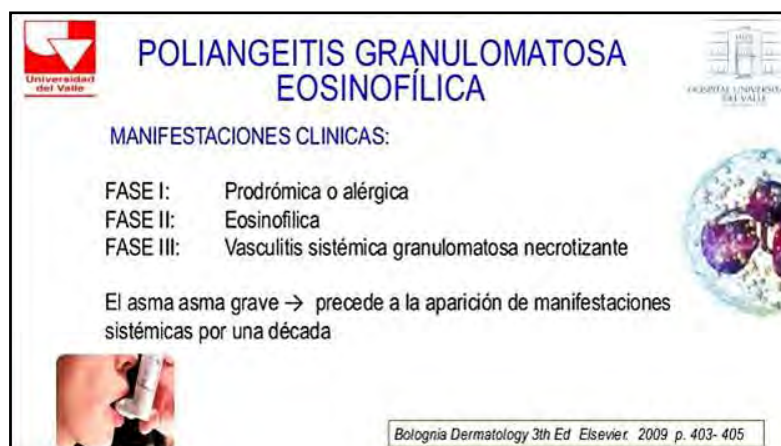 Universidad
del Valle
POLIANGEITIS GRANULOMATOSA
EOSINOFÍLICA
HOSPITAL UNIVERSITARIO
DEL VALLE
MANIFESTACIONES CLINICAS:
FASE I: Prodrómica o alérgica
FASE II: Eosinofilica
FASE III: Vasculitis sistémica granulomatosa necrotizante
El asma asma grave → precede a la aparición de manifestaciones
sistémicas por una década
Bolognia Dermatology 3th Ed Elsevier. 2009 p. 403- 405